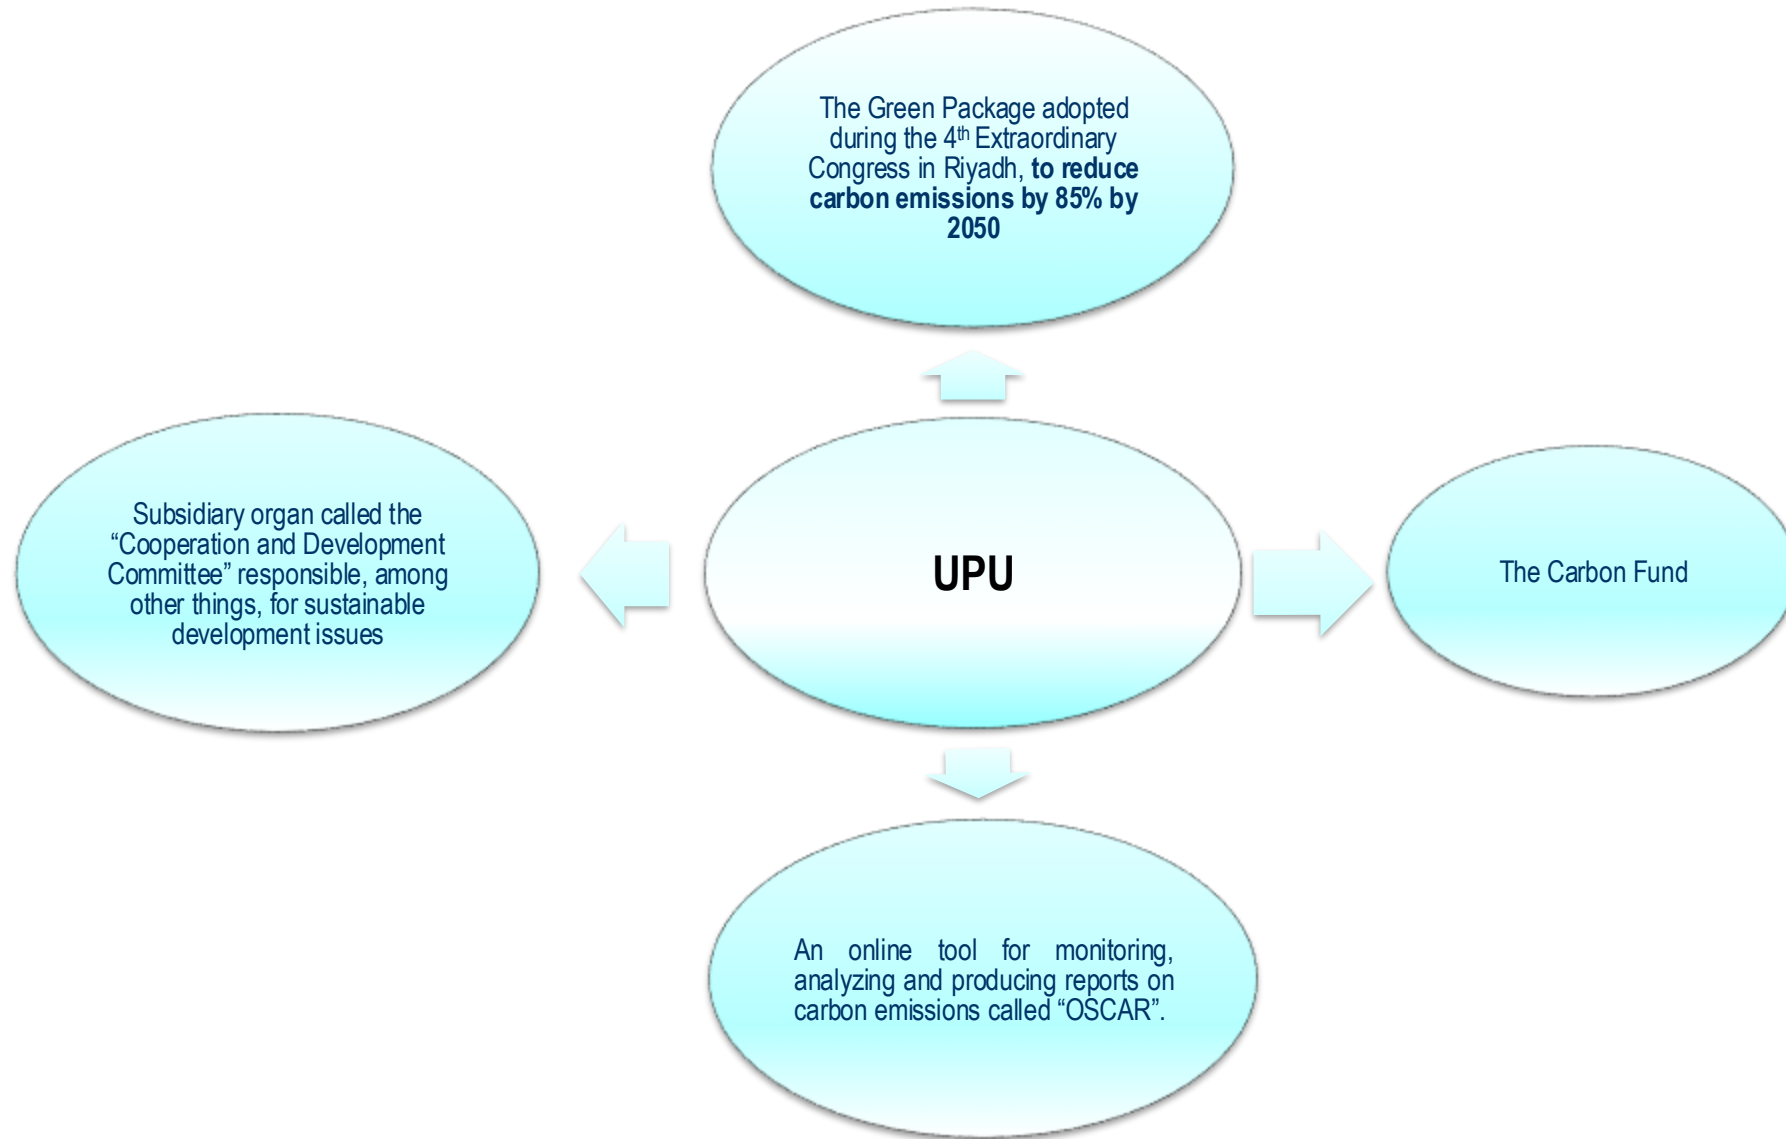 The Green Package adopted
during the 4th Extraordinary
Congress in Riyadh, to reduce
carbon emissions by 85% by
2050
Subsidiary organ called the
“Cooperation and Development
Committee” responsible, among
other things, for sustainable
development issues
UPU
The Carbon Fund
An online tool for monitoring,
analyzing and producing reports on
carbon emissions called “OSCAR”.